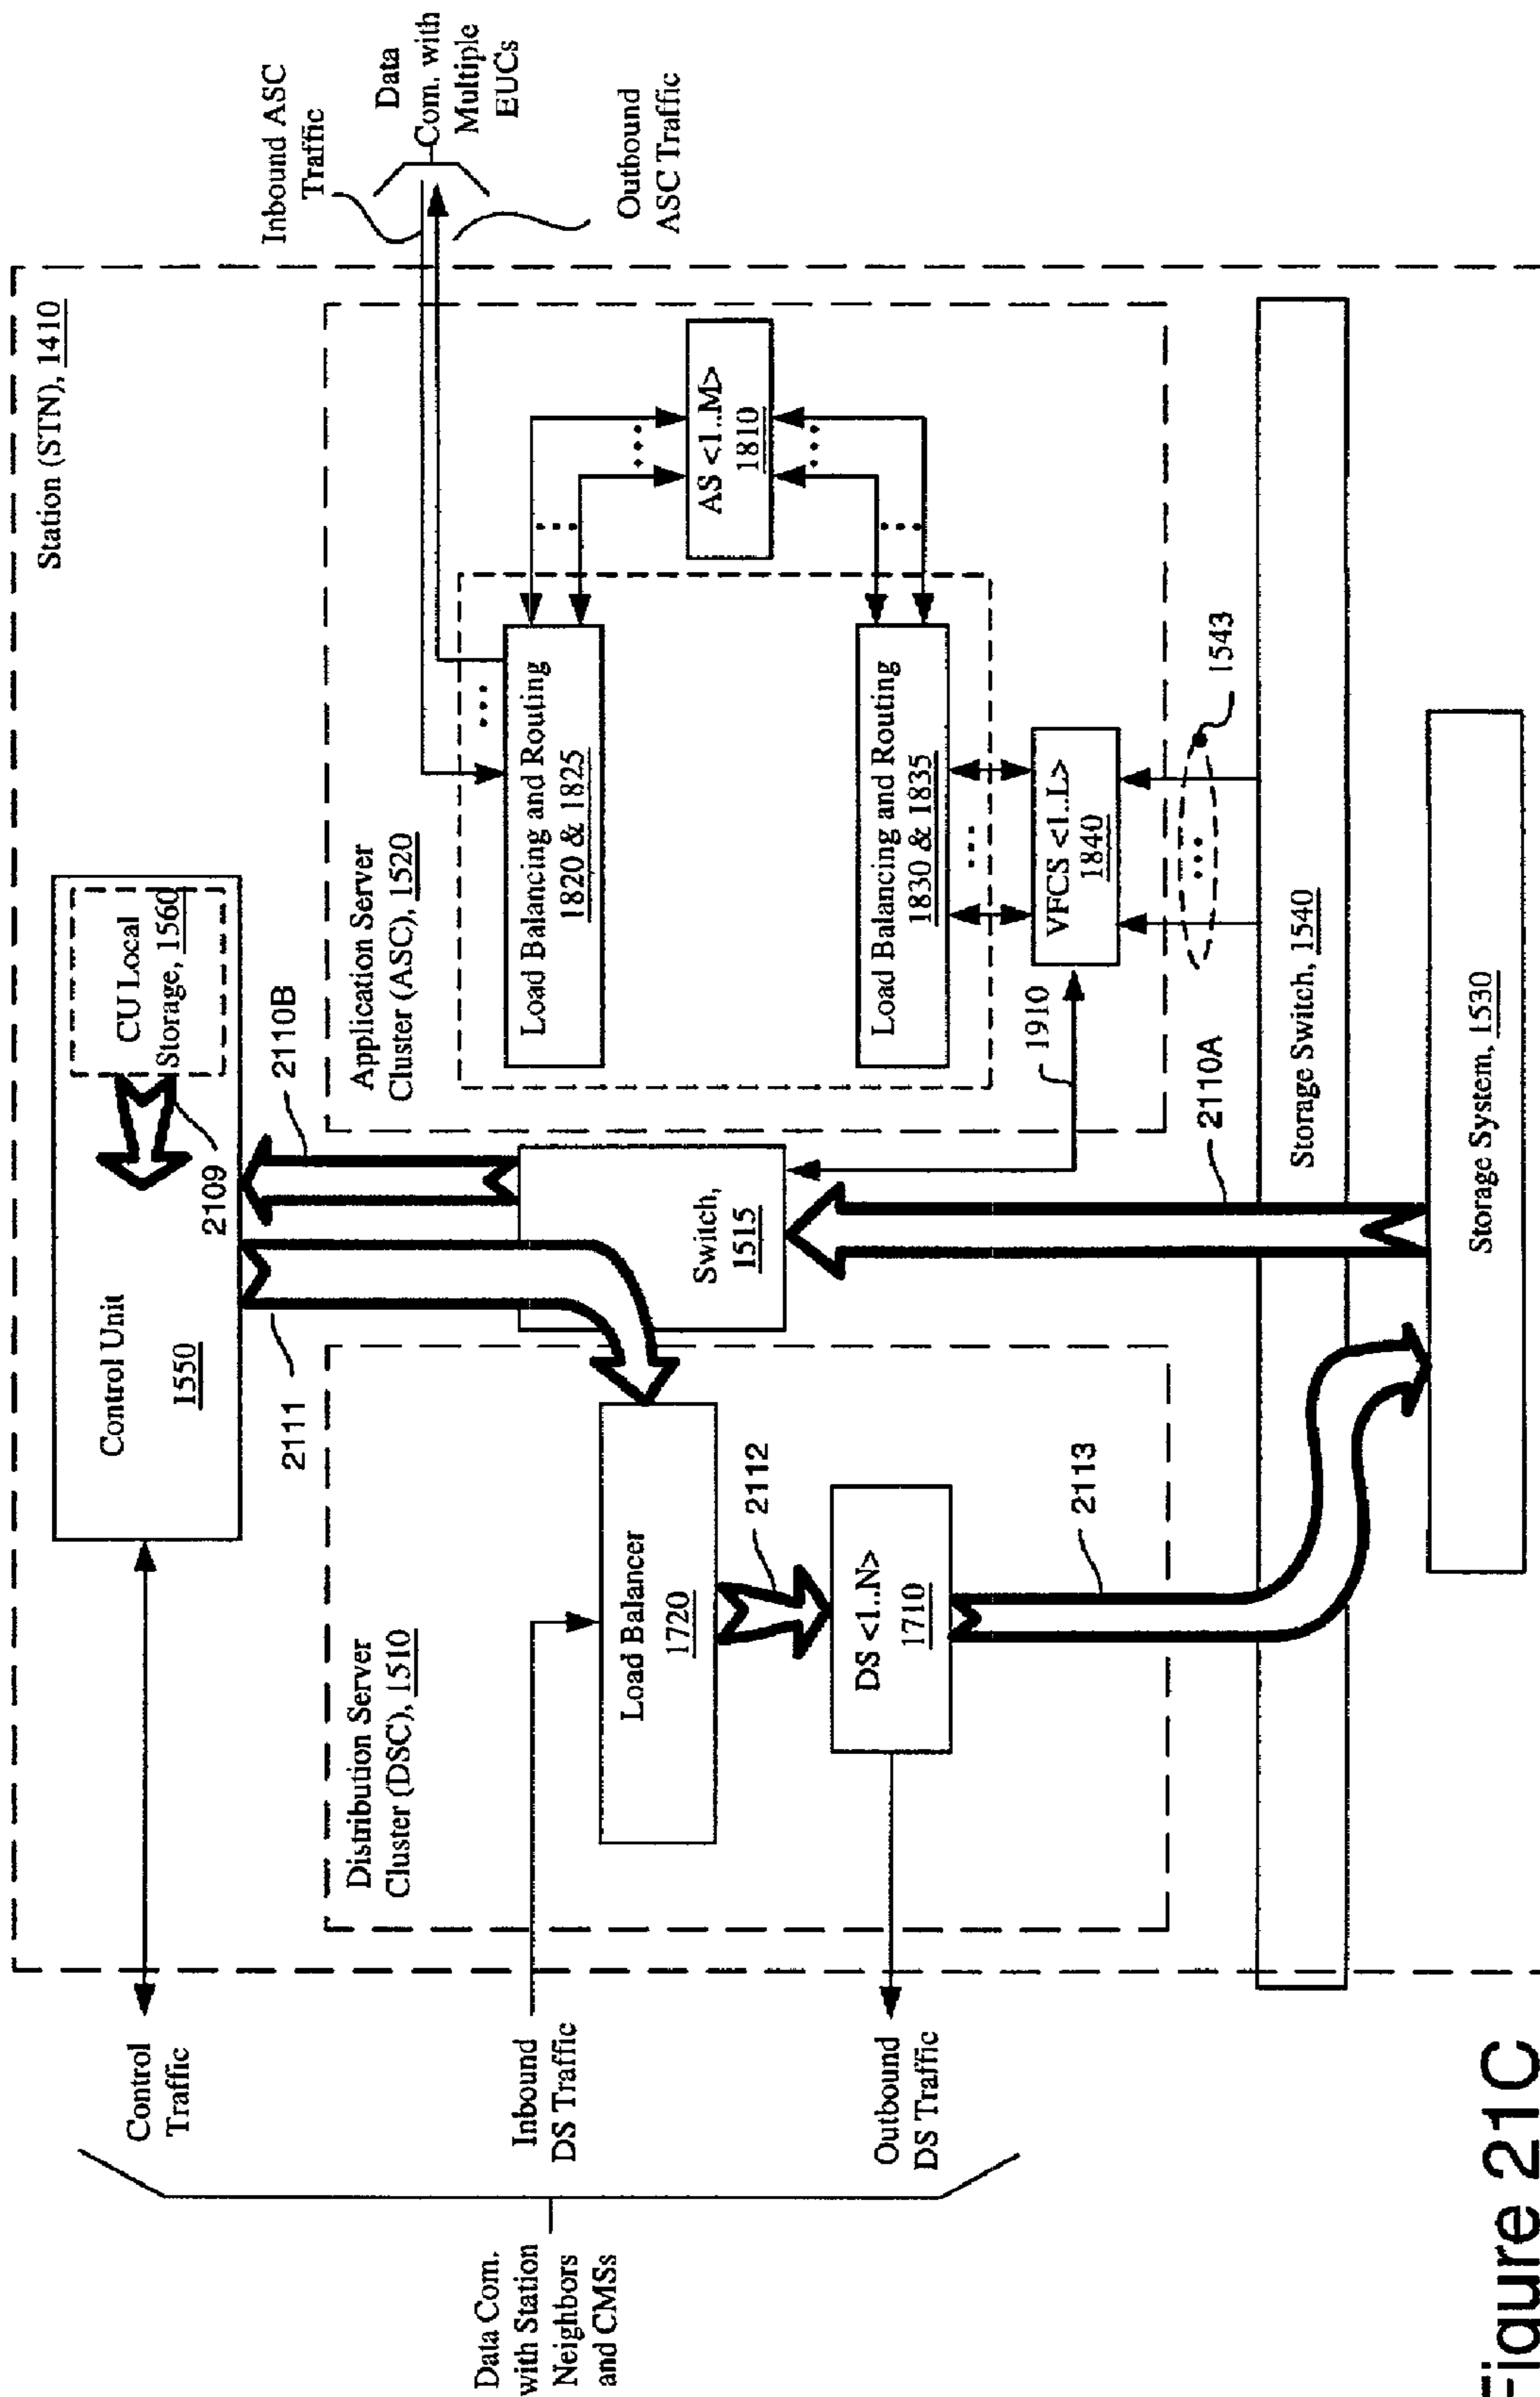 Station (STN), 1410
Control Unit
1550
CU Local
Storage, 1560
2109
2110B
2111
Control
Traffic
Data Com.
with Station
Neighbors
and CMSs
Inbound
DS Traffic
Outbound
DS Traffic
Distribution Server
Cluster (DSC), 1510
Load Balancer
1720
2112
DS <1..N>
1710
2113
Switch,
1515
1910
2110A
Application Server
Cluster (ASC), 1520
Load Balancing and Routing
1820 & 1825
...
...
...
AS <1..M>
1810
...
...
Load Balancing and Routing
1830 & 1835
...
VFCS <1..L>
1840
...
1543
Inbound ASC
Traffic
Data
Com. with
Multiple
EUCs
Outbound
ASC Traffic
Storage Switch, 1540
Storage System, 1530
Figure 21C